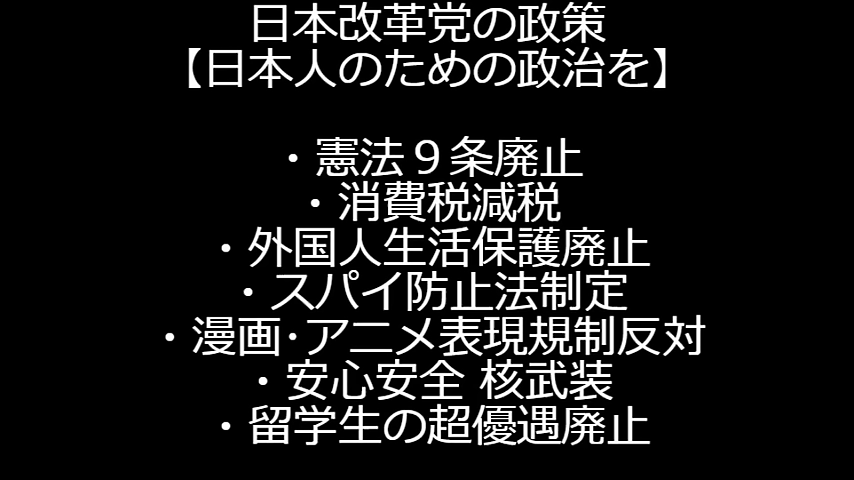 日本改革党の政策
【日本人のための政治を】
・憲法９条廃止
・消費税減税
・外国人生活保護廃止
・スパイ防止法制定
・漫画･アニメ表現規制反対
・安心安全 核武装
・留学生の超優遇廃止